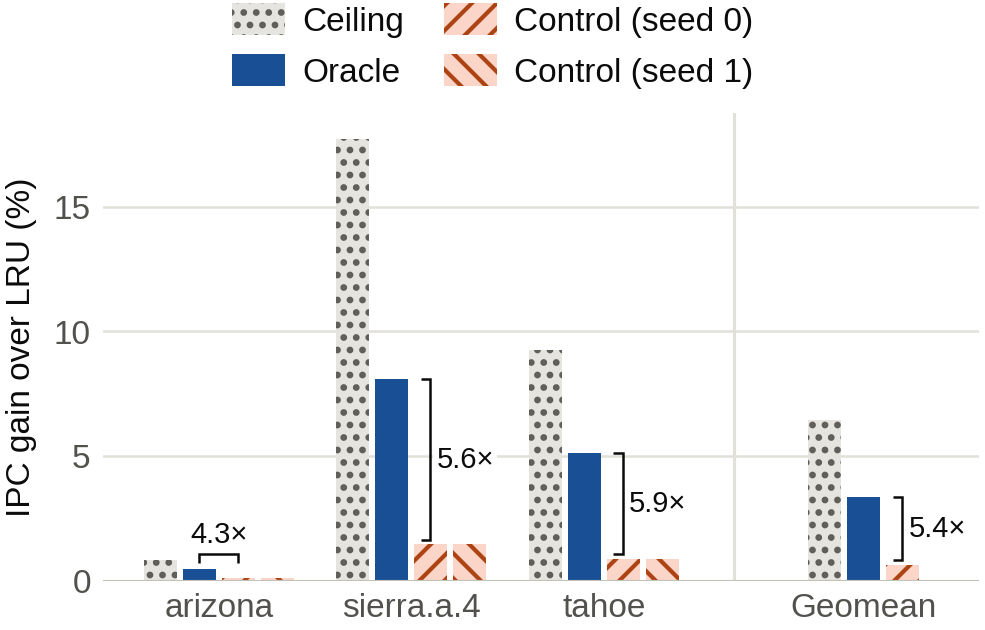 Ceiling
Control (seed 0)
Oracle
Control (seed 1)
IPC gain over LRU (%)
15
10
5
0
4.3×
5.6×
5.9×
5.4×
arizona
sierra.a.4
tahoe
Geomean